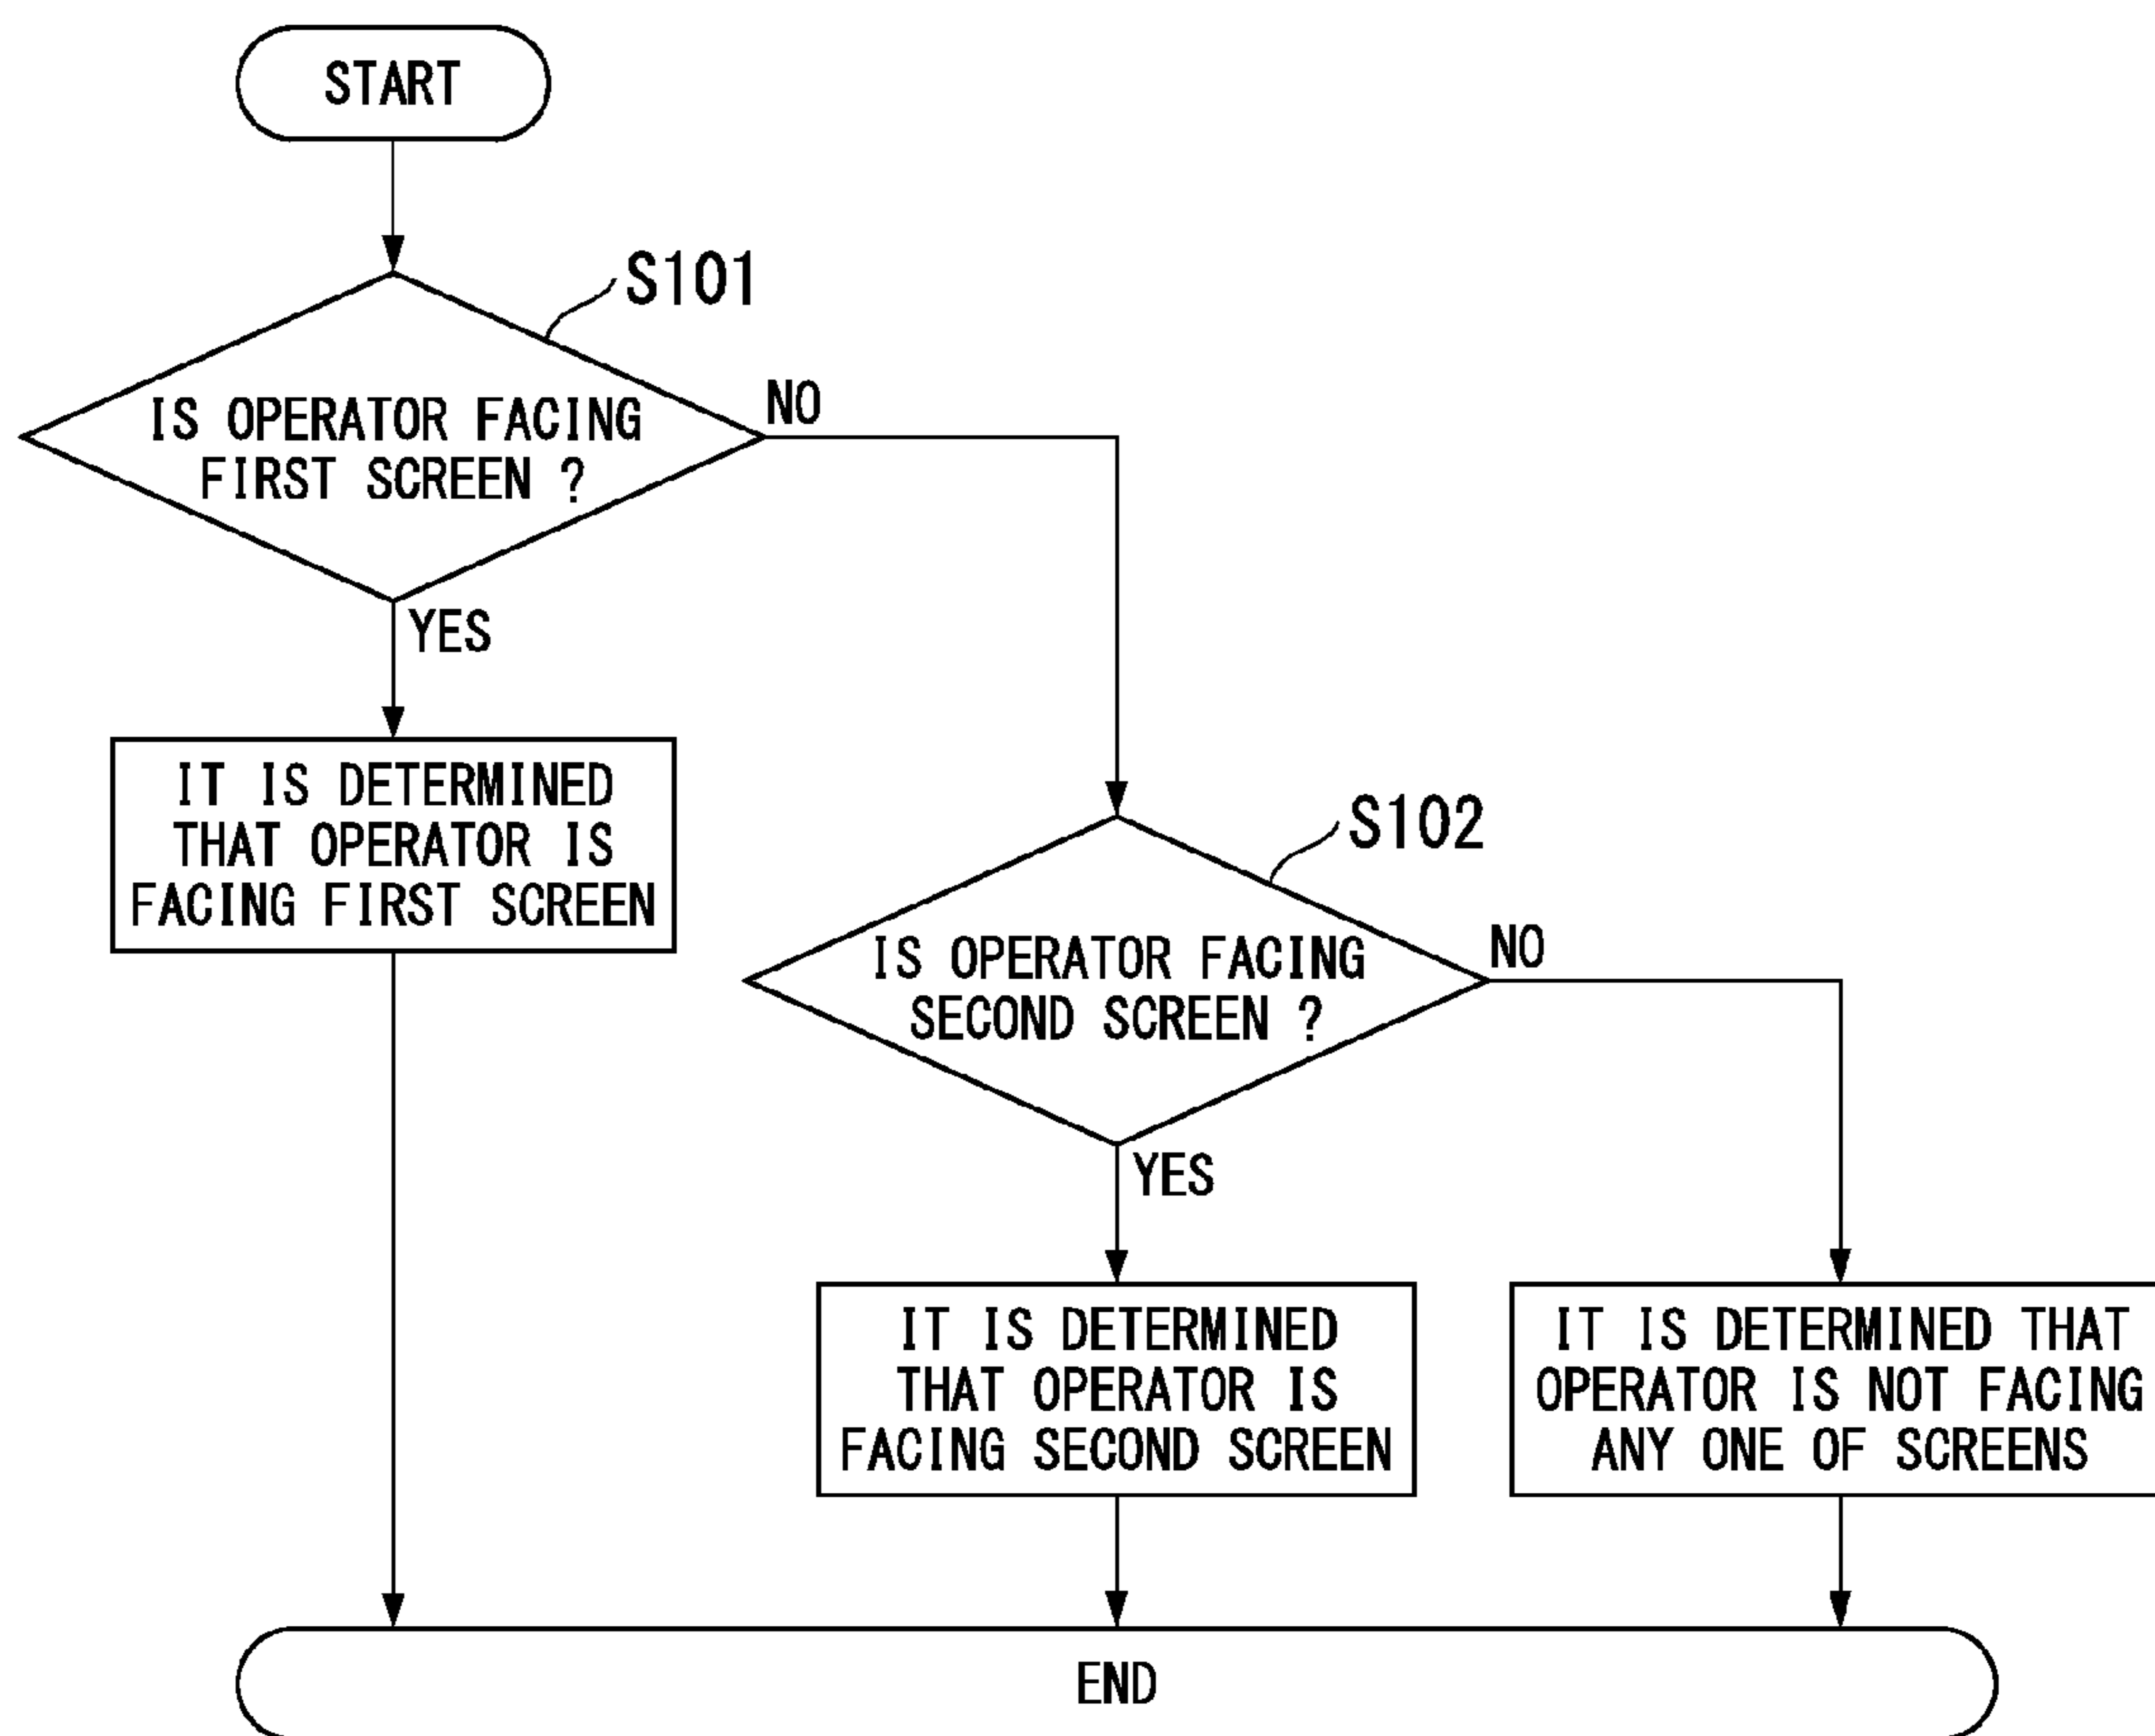 START
S101
IS OPERATOR FACING
FIRST SCREEN ?
NO
YES
IT IS DETERMINED
THAT OPERATOR IS
FACING FIRST SCREEN
S102
IS OPERATOR FACING
SECOND SCREEN ?
NO
YES
IT IS DETERMINED
THAT OPERATOR IS
FACING SECOND SCREEN
IT IS DETERMINED THAT
OPERATOR IS NOT FACING
ANY ONE OF SCREENS
END